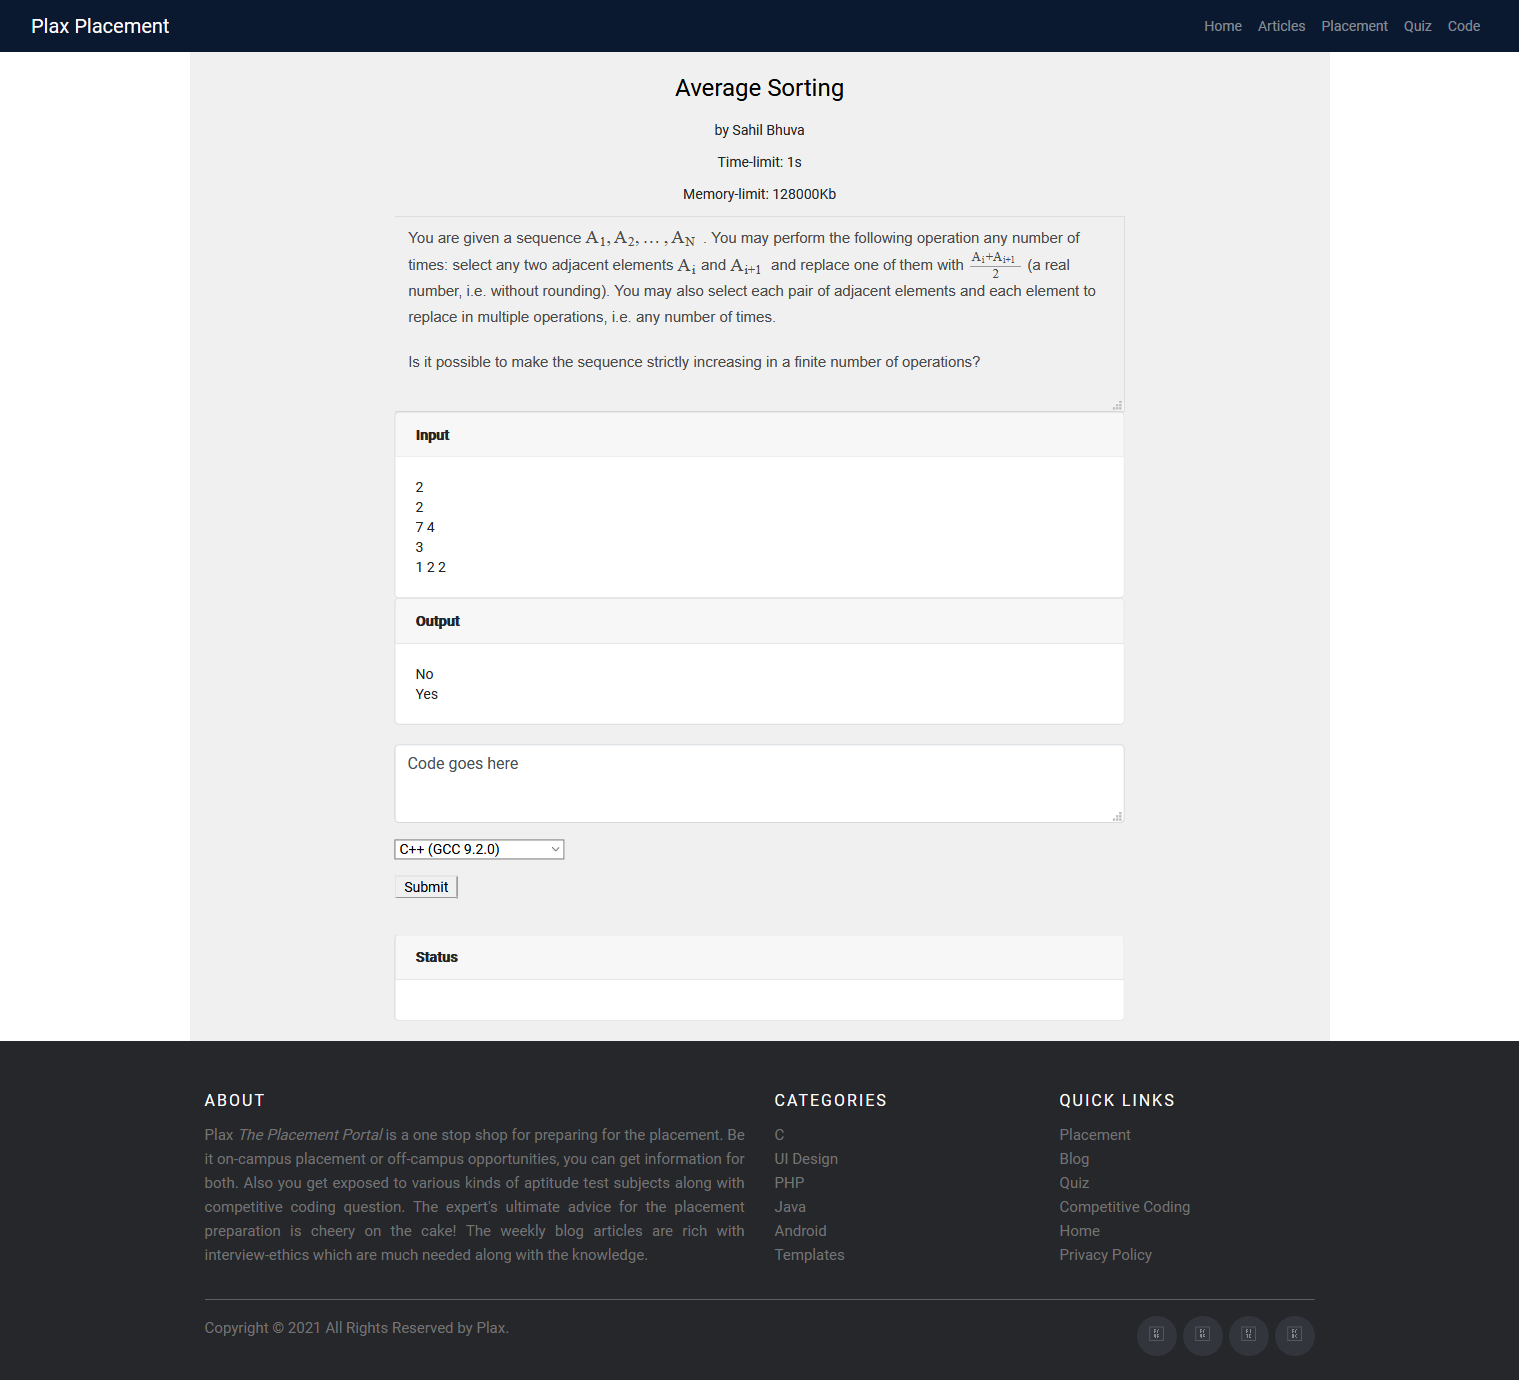 Plax Placement
Home Articles Placement Quiz Code
Average Sorting
by Sahil Bhuva
Time-limit: 1s
Memory-limit: 128000Kb
You are given a sequence A1, A2, … , AN . You may perform the following operation any number of
times: select any two adjacent elements Ai and Ai+1 and replace one of them with Ai+Ai+1/2 (a real
number, i.e. without rounding). You may also select each pair of adjacent elements and each element to
replace in multiple operations, i.e. any number of times.
Is it possible to make the sequence strictly increasing in a finite number of operations?
Input
2
2
7 4
3
1 2 2
Output
No
Yes
Code goes here
C++ (GCC 9.2.0)
Submit
Status
ABOUT
Plax The Placement Portal is a one stop shop for preparing for the placement. Be
it on-campus placement or off-campus opportunities, you can get information for
both. Also you get exposed to various kinds of aptitude test subjects along with
competitive coding question. The expert's ultimate advice for the placement
preparation is cheery on the cake! The weekly blog articles are rich with
interview-ethics which are much needed along with the knowledge.
CATEGORIES
C
UI Design
PHP
Java
Android
Templates
QUICK LINKS
Placement
Blog
Quiz
Competitive Coding
Home
Privacy Policy
Copyright © 2021 All Rights Reserved by Plax.